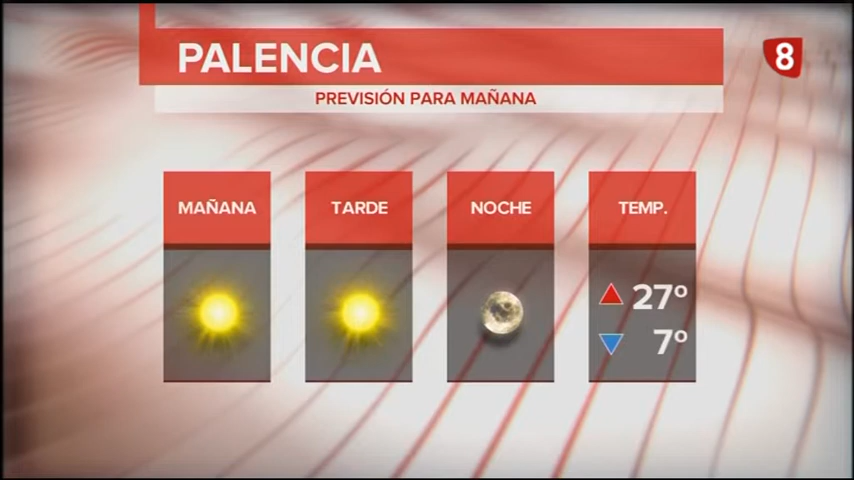 PALENCIA
8
PREVISIÓN PARA MAÑANA
MAÑANA
TARDE
NOCHE
TEMP.
27º
7º